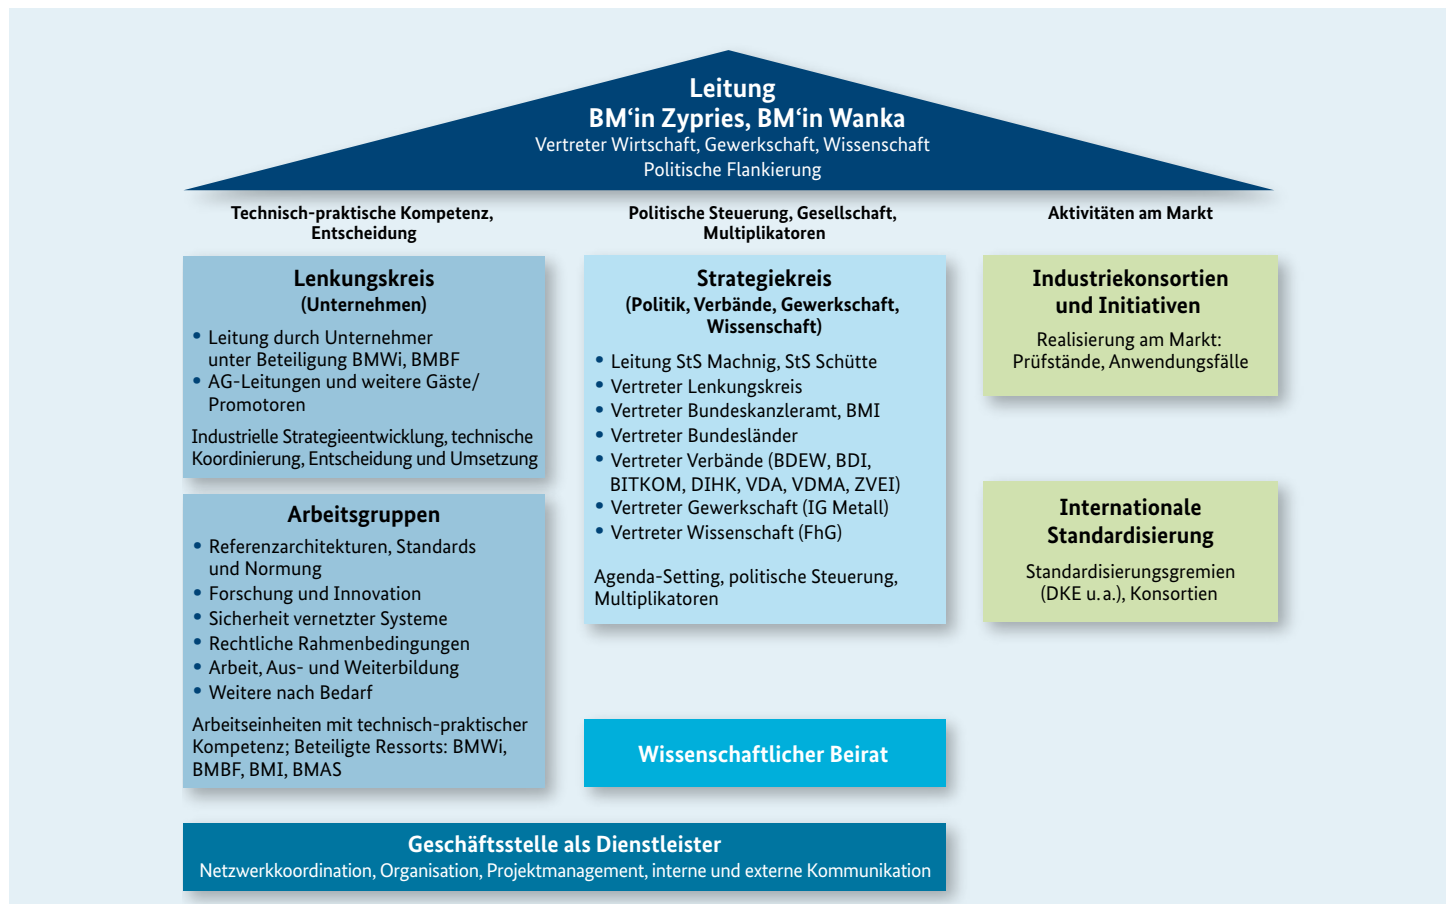 Leitung
BM‘in Zypries, BM‘in Wanka
Vertreter Wirtschaft, Gewerkschaft, Wissenschaft
Politische Flankierung
Technisch-praktische Kompetenz,
Entscheidung
Lenkungskreis
(Unternehmen)
• Leitung durch Unternehmer
unter Beteiligung BMWi, BMBF
• AG-Leitungen und weitere Gäste/
Promotoren
Industrielle Strategieentwicklung, technische
Koordinierung, Entscheidung und Umsetzung
Arbeitsgruppen
• Referenzarchitekturen, Standards
und Normung
• Forschung und Innovation
• Sicherheit vernetzter Systeme
• Rechtliche Rahmenbedingungen
• Arbeit, Aus- und Weiterbildung
• Weitere nach Bedarf
Arbeitseinheiten mit technisch-praktischer
Kompetenz; Beteiligte Ressorts: BMWi,
BMBF, BMI, BMAS
Politische Steuerung, Gesellschaft,
Multiplikatoren
Strategiekreis
(Politik, Verbände, Gewerkschaft,
Wissenschaft)
• Leitung StS Machnig, StS Schütte
• Vertreter Lenkungskreis
• Vertreter Bundeskanzleramt, BMI
• Vertreter Bundesländer
• Vertreter Verbände (BDEW, BDI,
BITKOM, DIHK, VDA, VDMA, ZVEI)
• Vertreter Gewerkschaft (IG Metall)
• Vertreter Wissenschaft (FhG)
Agenda-Setting, politische Steuerung,
Multiplikatoren
Wissenschaftlicher Beirat
Aktivitäten am Markt
Industriekonsortien
und Initiativen
Realisierung am Markt:
Prüfstände, Anwendungsfälle
Internationale
Standardisierung
Standardisierungsgremien
(DKE u. a.), Konsortien
Geschäftsstelle als Dienstleister
Netzwerkkoordination, Organisation, Projektmanagement, interne und externe Kommunikation